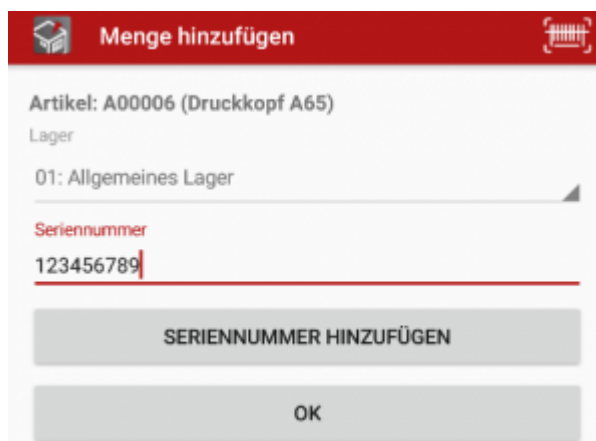 Menge hinzufügen
Artikel: A00006 (Druckkopf A65)
Lager
01: Allgemeines Lager
Seriennummer
123456789
SERIENNUMMER HINZUFÜGEN
OK